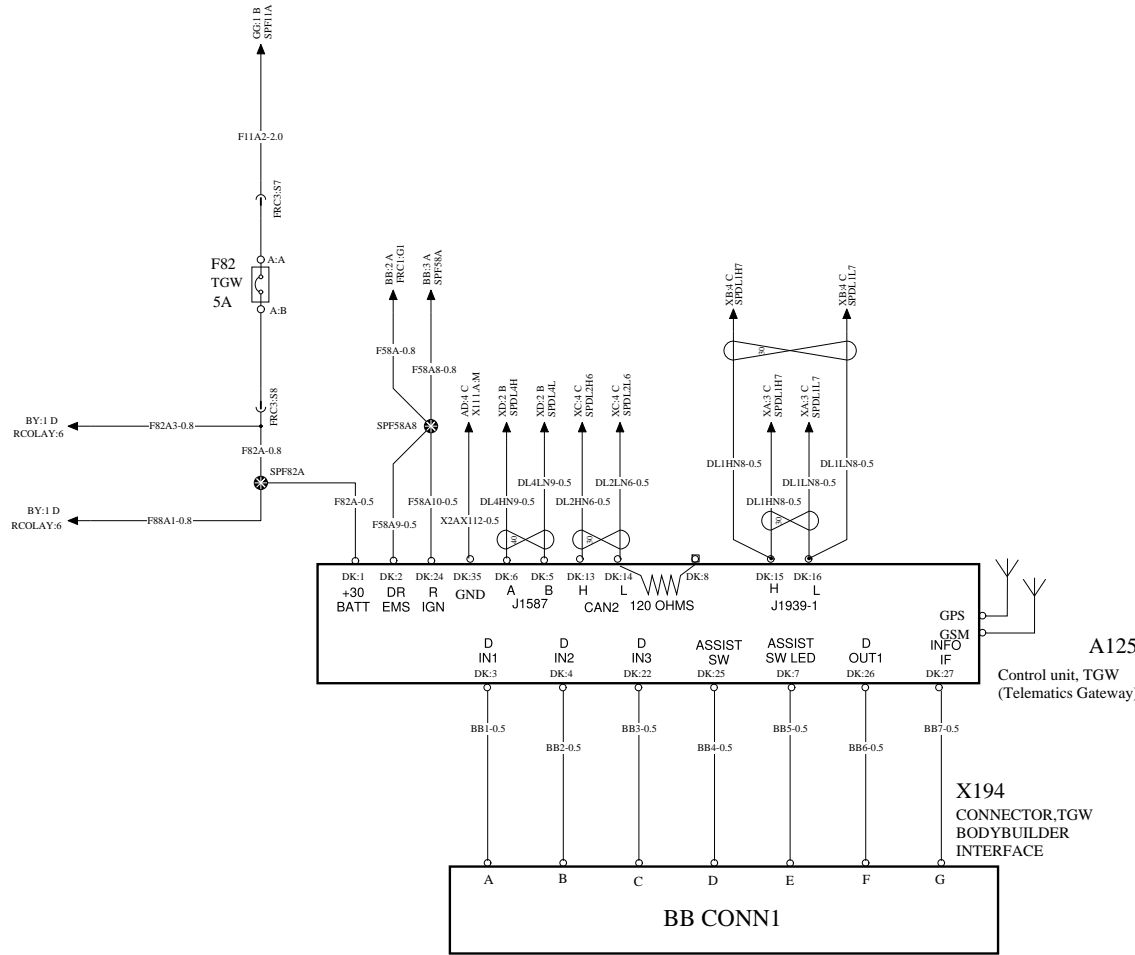 GG:1 B
SPF11A
F11A2-2.0
FRC3:S7
F82
TGW
5A
A:A
A:B
FRC3:S8
BY:1 D
RCOLAY:6
F82A3-0.8
F82A-0.8
SPF82A
BY:1 D
RCOLAY:6
F88A1-0.8
F82A-0.5
BB:2 A
FRC1:G1
BB:3 A
SPF58A
F58A-0.8
F58A8-0.8
SPF58A8
F58A9-0.5
F58A10-0.5
AD:4 C
X111.A:M
X2AX112-0.5
XD:2 B
SPDL4H
XD:2 B
SPDL4L
DL4HN9-0.5
DL4LN9-0.5
40
XC:4 C
SPDL2H6
XC:4 C
SPDL2L6
DL2HN6-0.5
DL2LN6-0.5
30
XB:4 C
SPDL1H7
XB:4 C
SPDL1L7
30
XA:3 C
SPDL1H7
XA:3 C
SPDL1L7
DL1HN8-0.5
DL1LN8-0.5
DL1HN8-0.5
DL1LN8-0.5
30
DK:1
DK:2
DK:24
DK:35
DK:6
DK:5
DK:13
DK:14
DK:8
DK:15
DK:16
+30
BATT
DR
EMS
R
IGN
GND
A
B
J1587
H
L
CAN2
120 OHMS
H
L
J1939-1
GPS
GSM
D
IN1
DK:3
D
IN2
DK:4
D
IN3
DK:22
ASSIST
SW
DK:25
ASSIST
SW LED
DK:7
D
OUT1
DK:26
INFO
IF
DK:27
A125
Control unit, TGW
(Telematics Gateway)
BB1-0.5
BB2-0.5
BB3-0.5
BB4-0.5
BB5-0.5
BB6-0.5
BB7-0.5
X194
CONNECTOR,TGW
BODYBUILDER
INTERFACE
A
B
C
D
E
F
G
BB CONN1